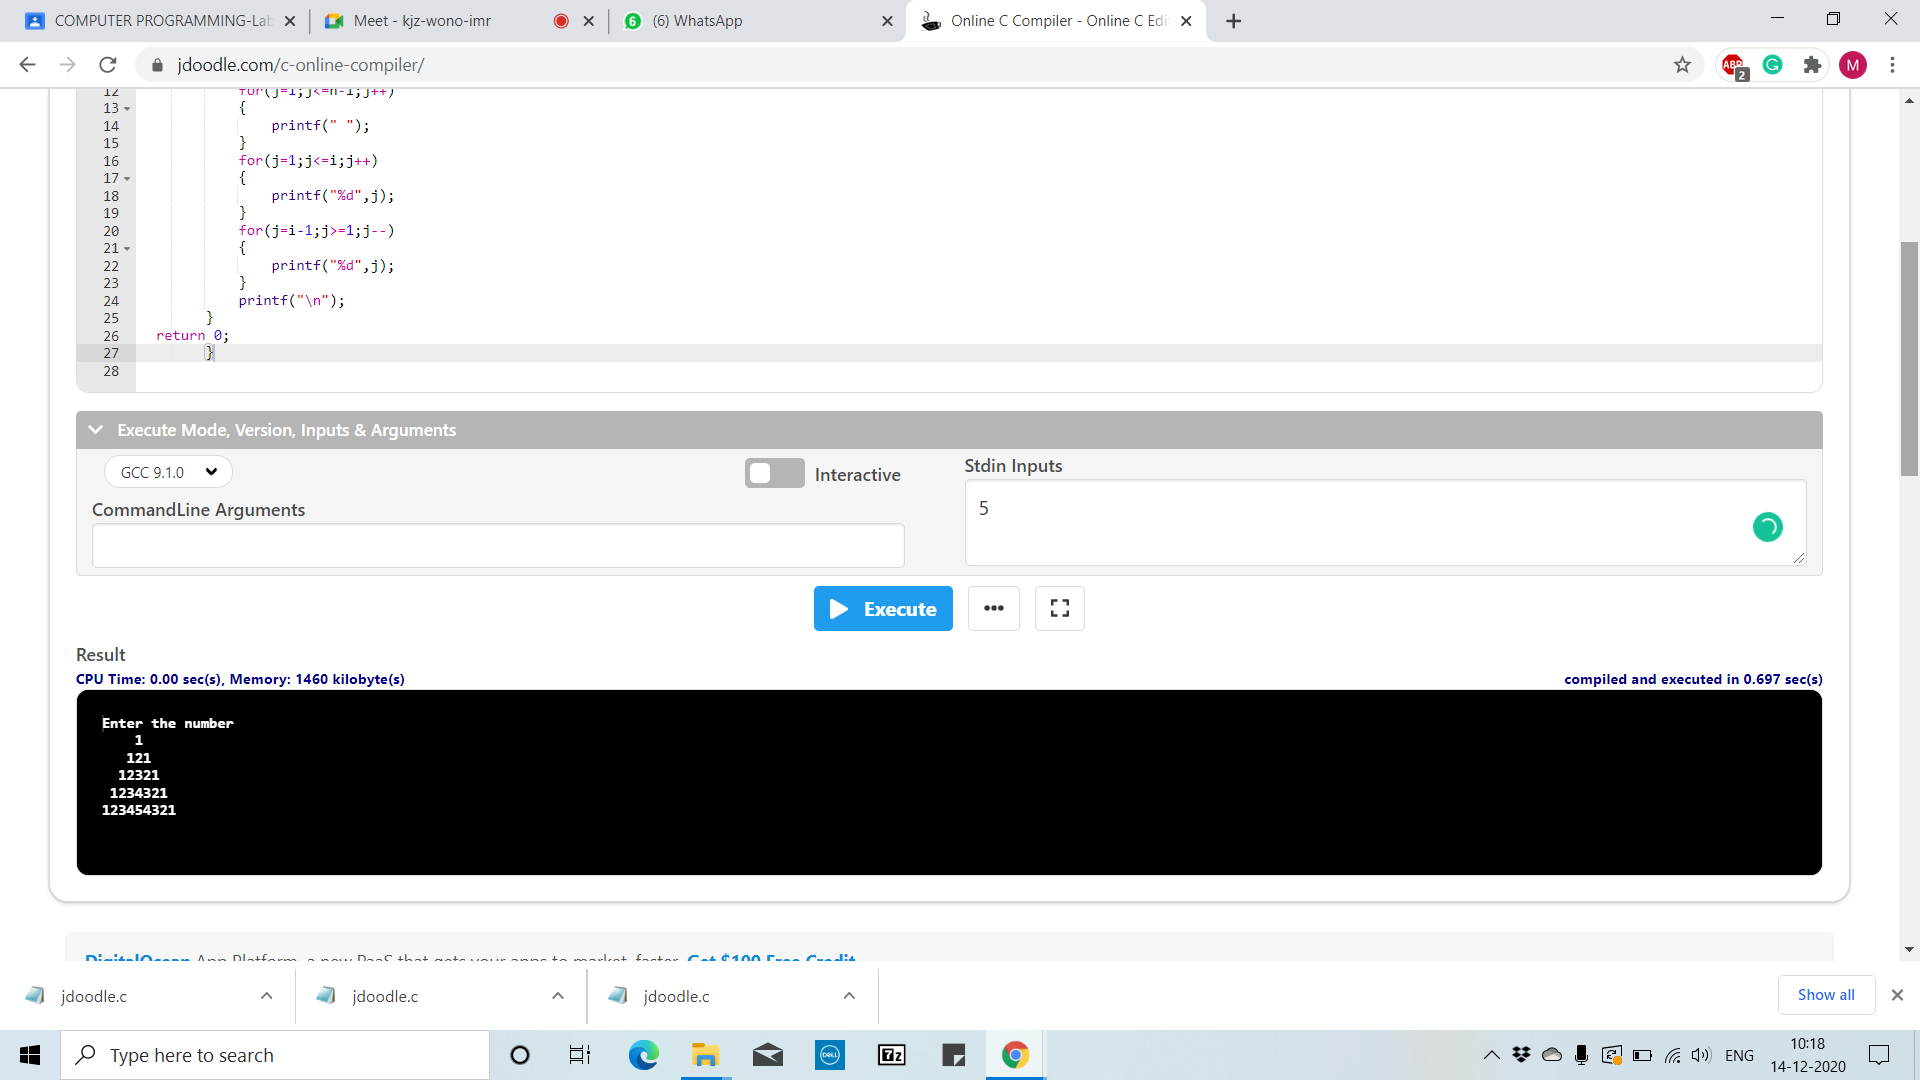 COMPUTER PROGRAMMING-Lab
Meet - kjz-wono-imr
6 (6) WhatsApp
Online C Compiler - Online C Edi
jdoodle.com/c-online-compiler/
ABP
2
G
M
12 for(j=1;j<=n-i;j++)
13 {
14 printf(" ");
15 }
16 for(j=1;j<=i;j++)
17 {
18 printf("%d",j);
19 }
20 for(j=i-1;j>=1;j--)
21 {
22 printf("%d",j);
23 }
24 printf("\n");
25 }
26 return 0;
27 }
28
Execute Mode, Version, Inputs & Arguments
GCC 9.1.0
Interactive
Stdin Inputs
CommandLine Arguments
5
Execute
Result
CPU Time: 0.00 sec(s), Memory: 1460 kilobyte(s)
compiled and executed in 0.697 sec(s)
Enter the number
1
121
12321
1234321
123454321
DigitalOcean App Platform, a new PaaS that gets your apps to market, faster. Get $100 Free Credit
jdoodle.c
jdoodle.c
jdoodle.c
Show all
Type here to search
DELL
7z
ENG
10:18
14-12-2020